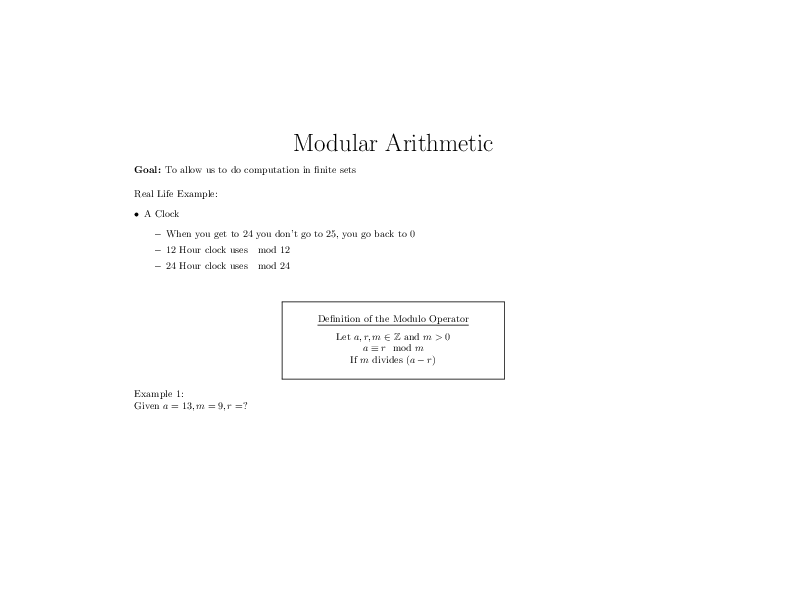 Modular Arithmetic
Goal: To allow us to do computation in finite sets
Real Life Example:
• A Clock
– When you get to 24 you don't go to 25, you go back to 0
– 12 Hour clock uses mod 12
– 24 Hour clock uses mod 24
Definition of the Modulo Operator
Let a, r, m ∈ ℤ and m > 0
a ≡ r mod m
If m divides (a − r)
Example 1:
Given a = 13, m = 9, r =?